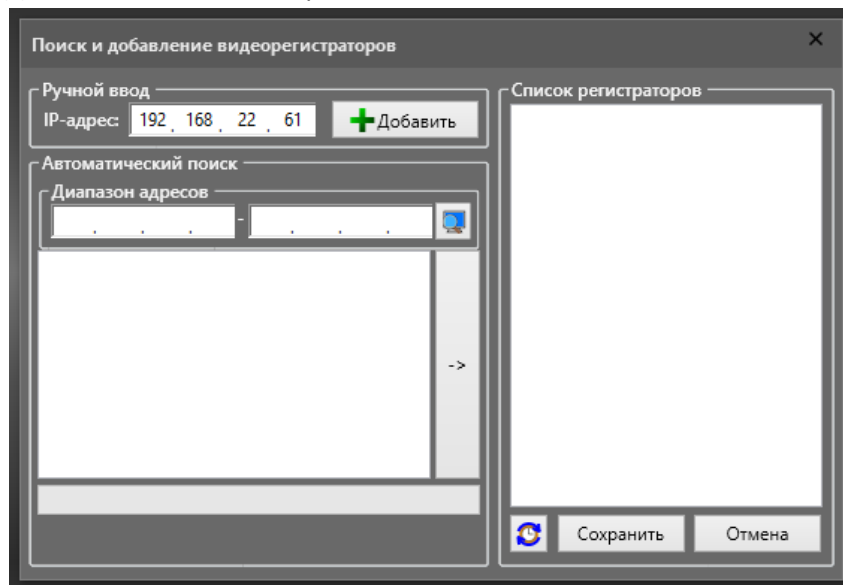 Поиск и добавление видеорегистраторов
Ручной ввод
IP-адрес: 192 . 168 . 22 . 61
Добавить
Автоматический поиск
Диапазон адресов
. . . - . . .
->
Список регистраторов
Сохранить
Отмена